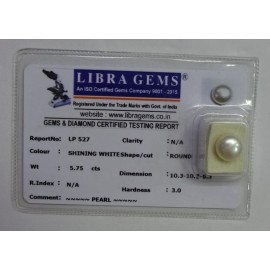 LIBRA GEMS®
An ISO Certified Gems Company 9001 - 2015
Registered Under the Trade Marks with Govt. of India
website : www.libragems.co.in
GEMS & DIAMOND CERTIFIED TESTING REPORT
ReportNo: LP 527 Clarity : N/A
Colour : SHINING WHITE Shape/cut : ROUND
Wt : 5.75 cts Dimension : 10.3-10.2-6.9
R.Index : N/A Hardness : 3.0
Comment : PEARL